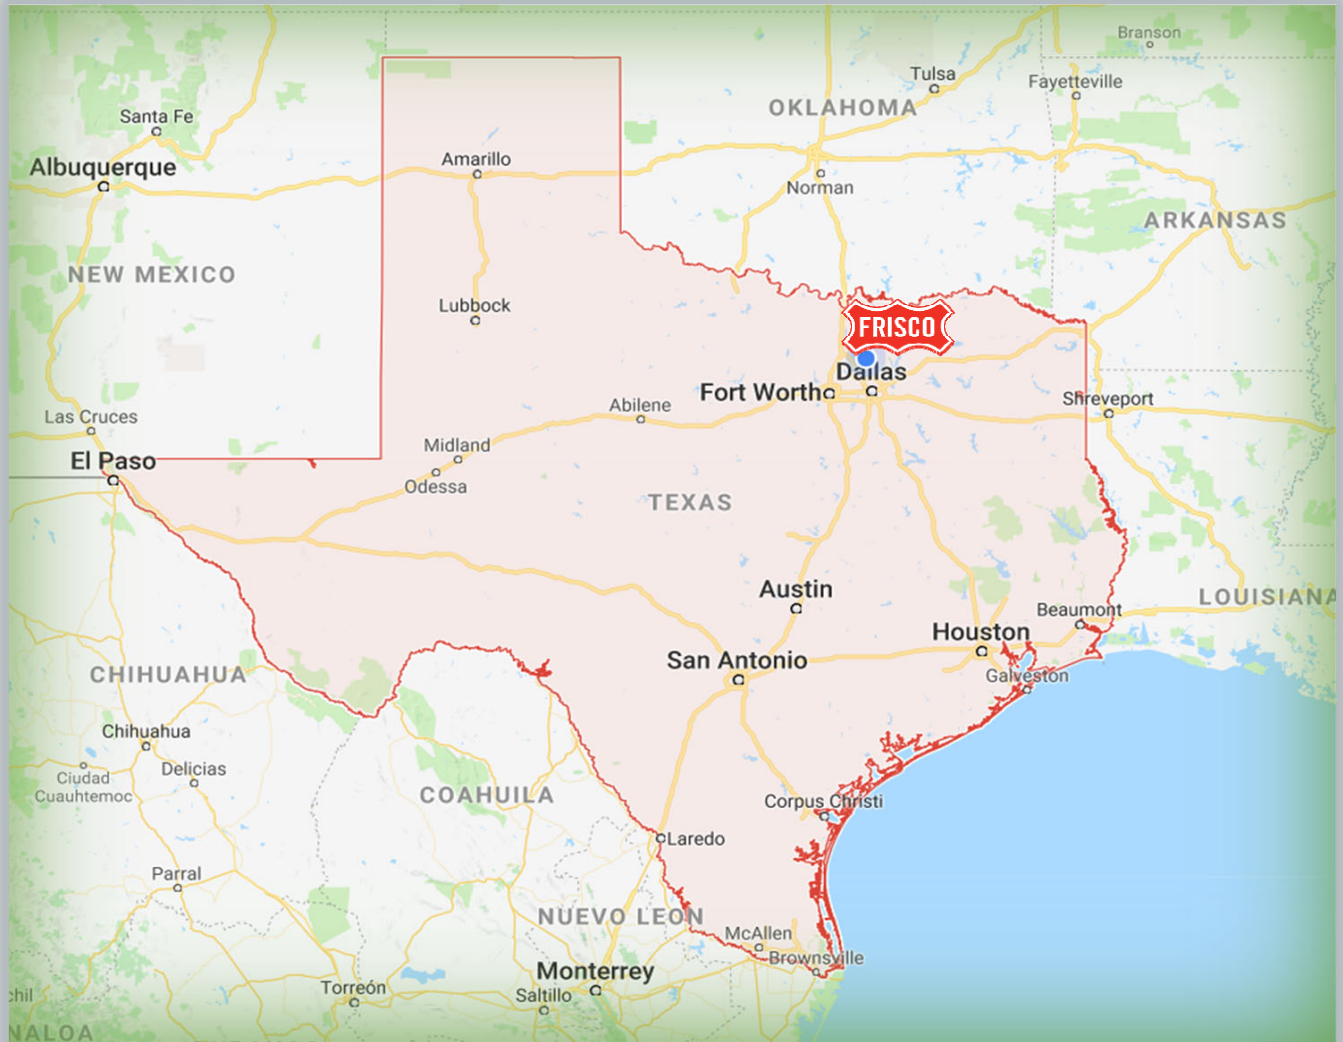 Branson
Tulsa
Fayetteville
OKLAHOMA
Santa Fe
Albuquerque
Amarillo
Norman
ARKANSAS
NEW MEXICO
Lubbock
FRISCO
Dallas
Fort Worth
Shreveport
Abilene
Las Cruces
Midland
El Paso
Odessa
TEXAS
Austin
LOUISIANA
Beaumont
Houston
San Antonio
Galveston
CHIHUAHUA
Chihuahua
Delicias
Ciudad
Cuauhtemoc
COAHUILA
Corpus Christi
Laredo
Parral
NUEVO LEON
McAllen
Brownsville
Monterrey
Torreón
Saltillo
chil
NALOA